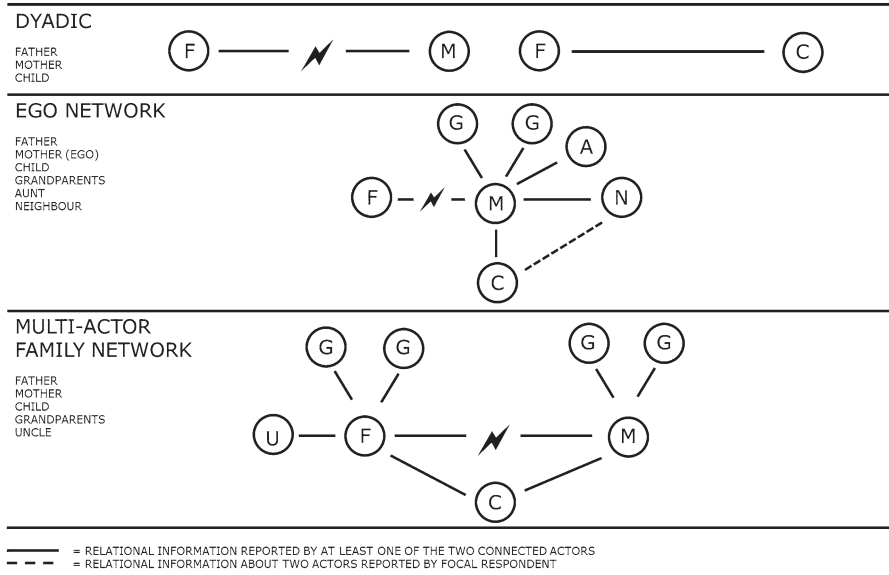 DYADIC
FATHER
MOTHER
CHILD
F M F C
EGO NETWORK
FATHER
MOTHER (EGO)
CHILD
GRANDPARENTS
AUNT
NEIGHBOUR
G G
A
F M N
C
MULTI-ACTOR
FAMILY NETWORK
FATHER
MOTHER
CHILD
GRANDPARENTS
UNCLE
G G G G
U F M
C
= RELATIONAL INFORMATION REPORTED BY AT LEAST ONE OF THE TWO CONNECTED ACTORS
= RELATIONAL INFORMATION ABOUT TWO ACTORS REPORTED BY FOCAL RESPONDENT